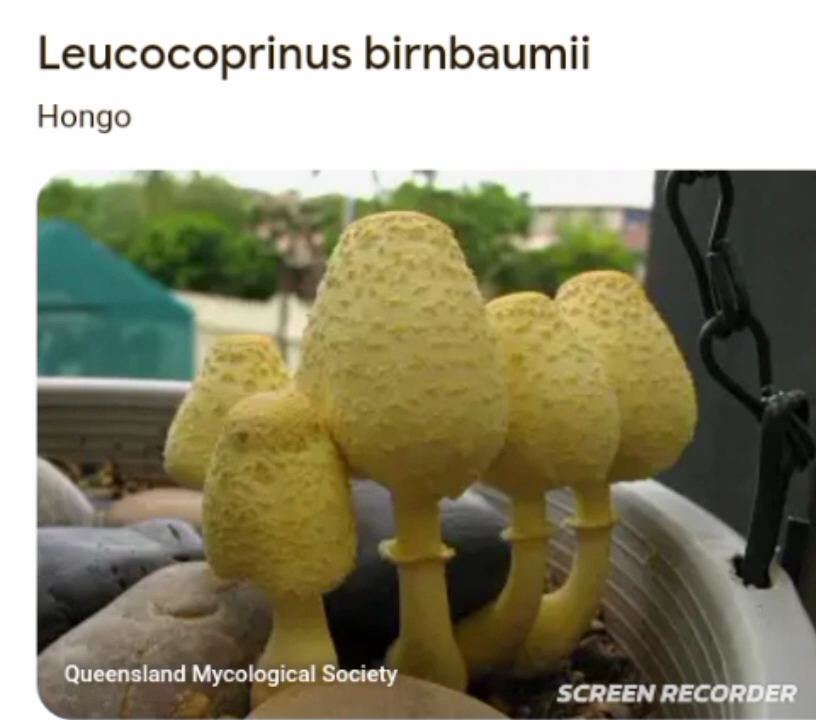 Leucocoprinus birnbaumii
Hongo
Queensland Mycological Society
SCREEN RECORDER